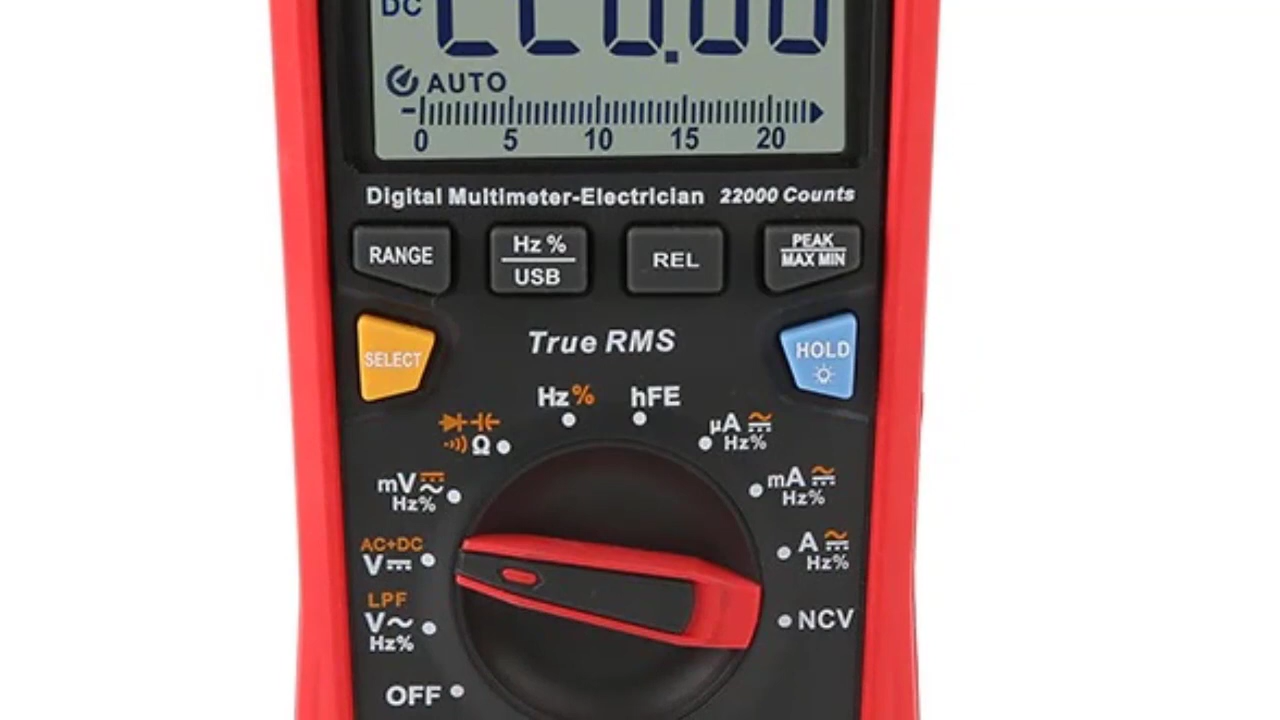 DC
AUTO
0 5 10 15 20
Digital Multimeter-Electrician 22000 Counts
RANGE
Hz %
USB
REL
PEAK
MAX MIN
SELECT
True RMS
HOLD
Hz%
hFE
Ω
µA
Hz%
mV
Hz%
mA
Hz%
AC+DC
V
A
Hz%
LPF
V~
Hz%
NCV
OFF